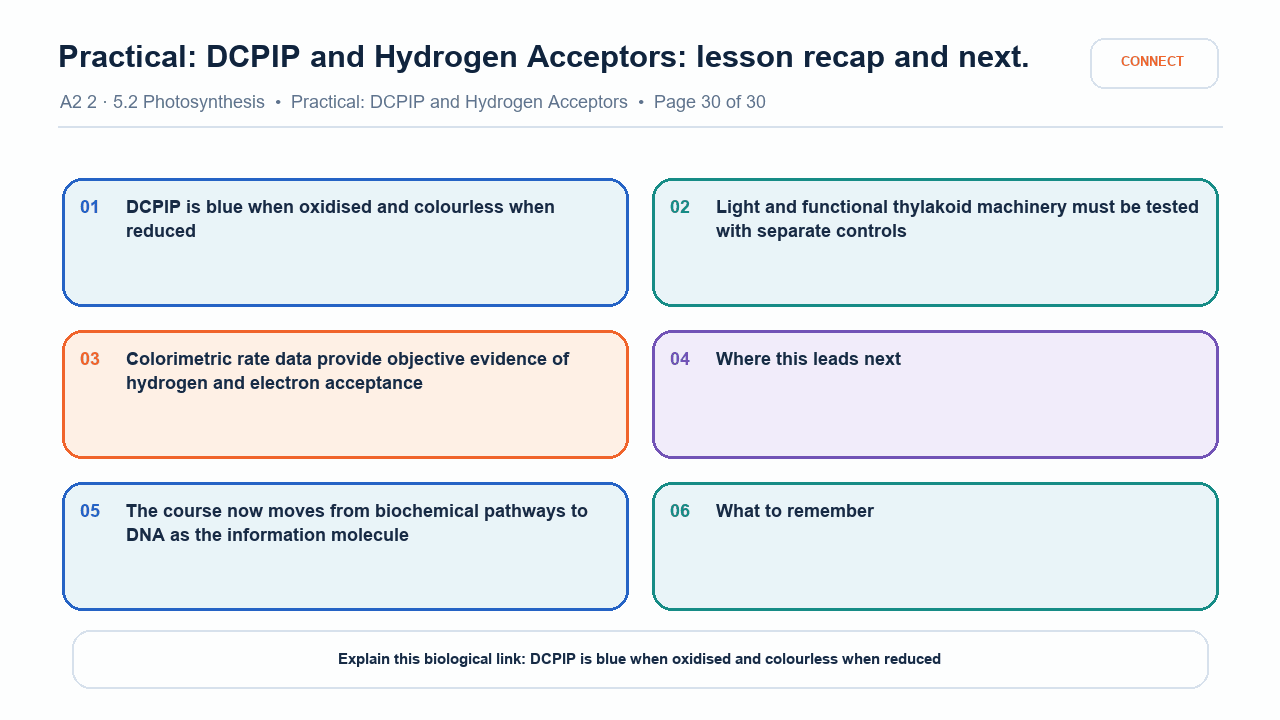 Practical: DCPIP and Hydrogen Acceptors: lesson recap and next.
CONNECT
A2 2 · 5.2 Photosynthesis • Practical: DCPIP and Hydrogen Acceptors • Page 30 of 30
01 DCPIP is blue when oxidised and colourless when
reduced
02 Light and functional thylakoid machinery must be tested
with separate controls
03 Colorimetric rate data provide objective evidence of
hydrogen and electron acceptance
04 Where this leads next
05 The course now moves from biochemical pathways to
DNA as the information molecule
06 What to remember
Explain this biological link: DCPIP is blue when oxidised and colourless when reduced